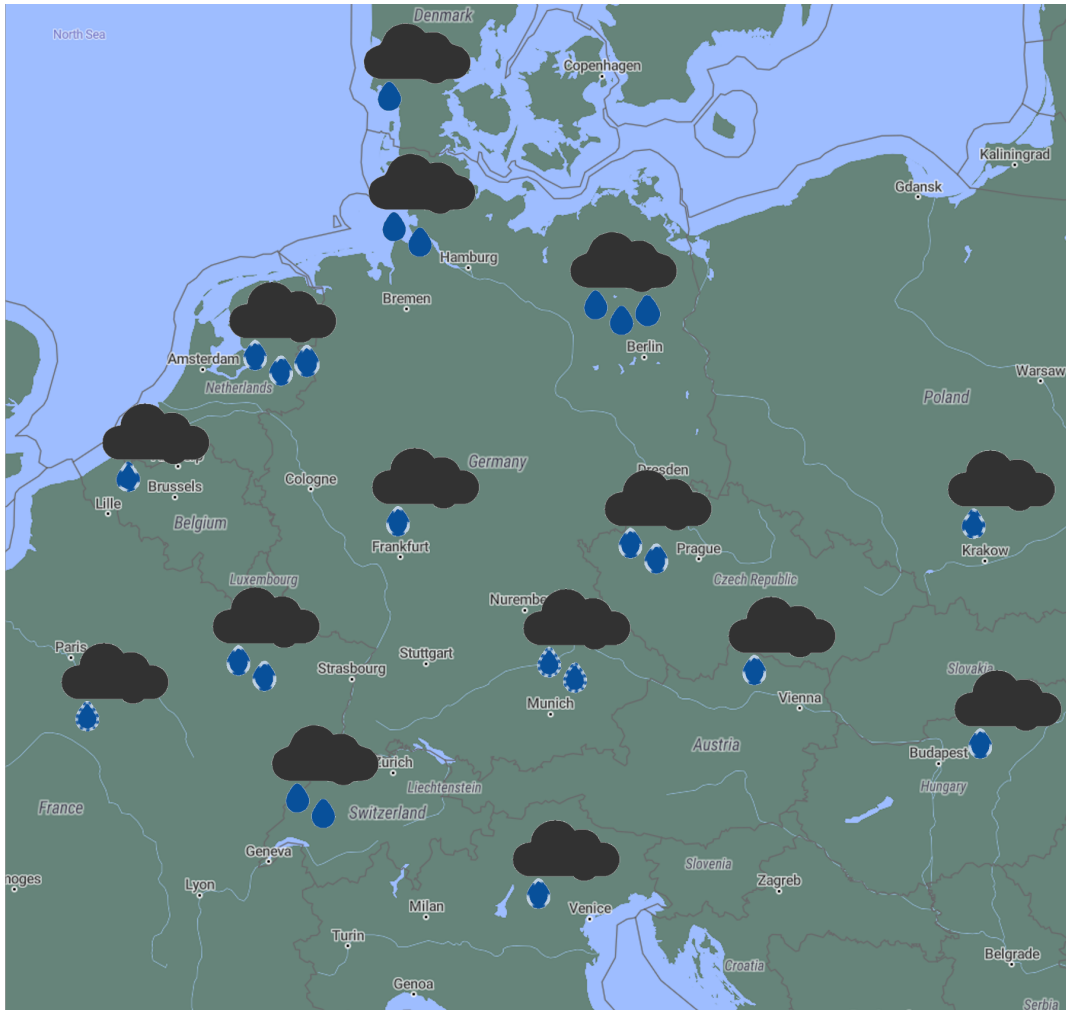 Denmark
North Sea
Copenhagen
Kaliningrad
Gdansk
Hamburg
Bremen
Berlin
Amsterdam
Netherlands
Warsaw
Poland
Germany
Dresden
Cologne
Brussels
Lille
Belgium
Frankfurt
Prague
Krakow
Luxembourg
Czech Republic
Nurembe
Paris
Stuttgart
Strasbourg
Slovakia
Munich
Vienna
Austria
Budapest
Zurich
Liechtenstein
Hungary
France
Switzerland
Geneva
Slovenia
moges
Lyon
Zagreb
Milan
Venice
Turin
Belgrade
Croatia
Genoa
Serbia